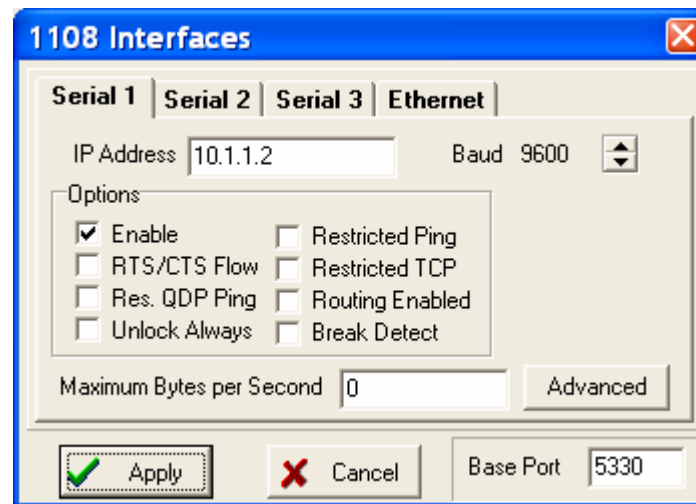 1108 Interfaces
Serial 1 Serial 2 Serial 3 Ethernet
IP Address 10.1.1.2 Baud 9600
Options
Enable Restricted Ping
RTS/CTS Flow Restricted TCP
Res. QDP Ping Routing Enabled
Unlock Always Break Detect
Maximum Bytes per Second 0 Advanced
Apply Cancel Base Port 5330